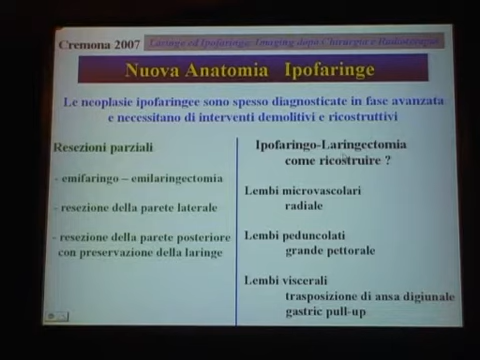 Cremona 2007
Laringe ed Ipofaringe: Imaging dopo Chirurgia e Radioterapia
Nuova Anatomia Ipofaringe
Le neoplasie ipofaringee sono spesso diagnosticate in fase avanzata
e necessitano di interventi demolitivi e ricostruttivi
Resezioni parziali
- emifaringo – emilaringectomia
- resezione della parete laterale
- resezione della parete posteriore
con preservazione della laringe
Ipofaringo-Laringectomia
come ricostruire ?
Lembi microvascolari
radiale
Lembi peduncolati
grande pettorale
Lembi viscerali
trasposizione di ansa digiunale
gastric pull-up